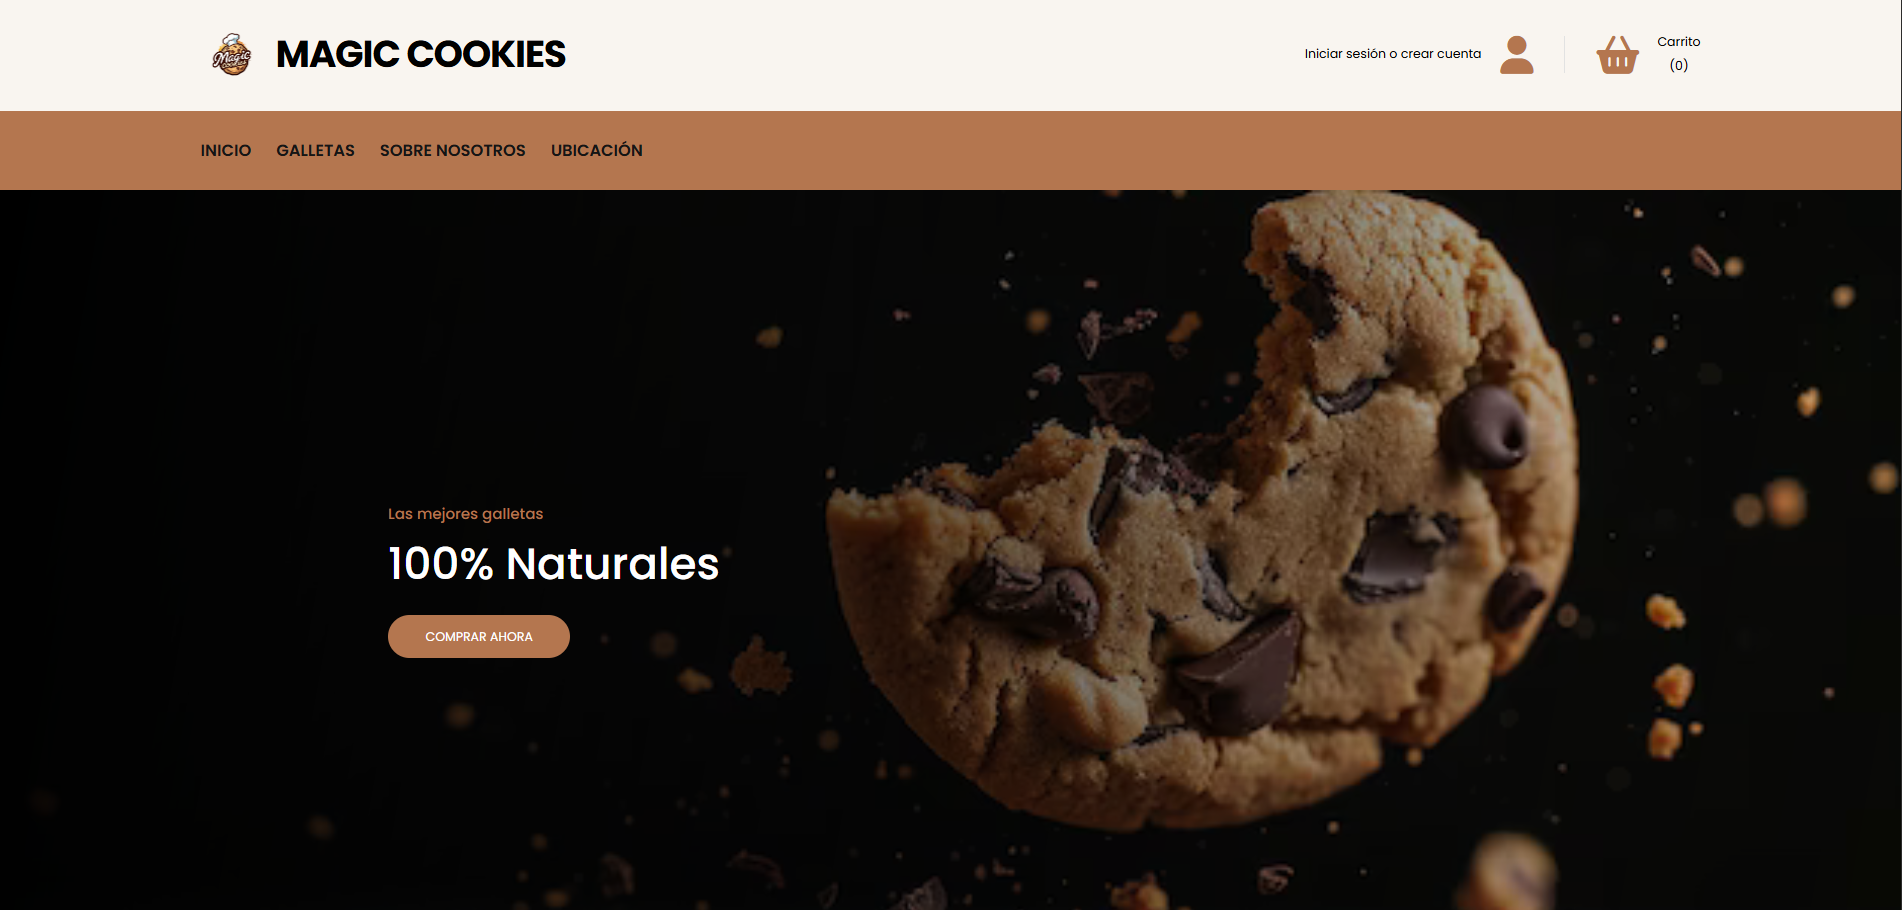 Magic
COOKIES
MAGIC COOKIES
Iniciar sesión o crear cuenta
Carrito
(0)
INICIO GALLETAS SOBRE NOSOTROS UBICACIÓN
Las mejores galletas
100% Naturales
COMPRAR AHORA